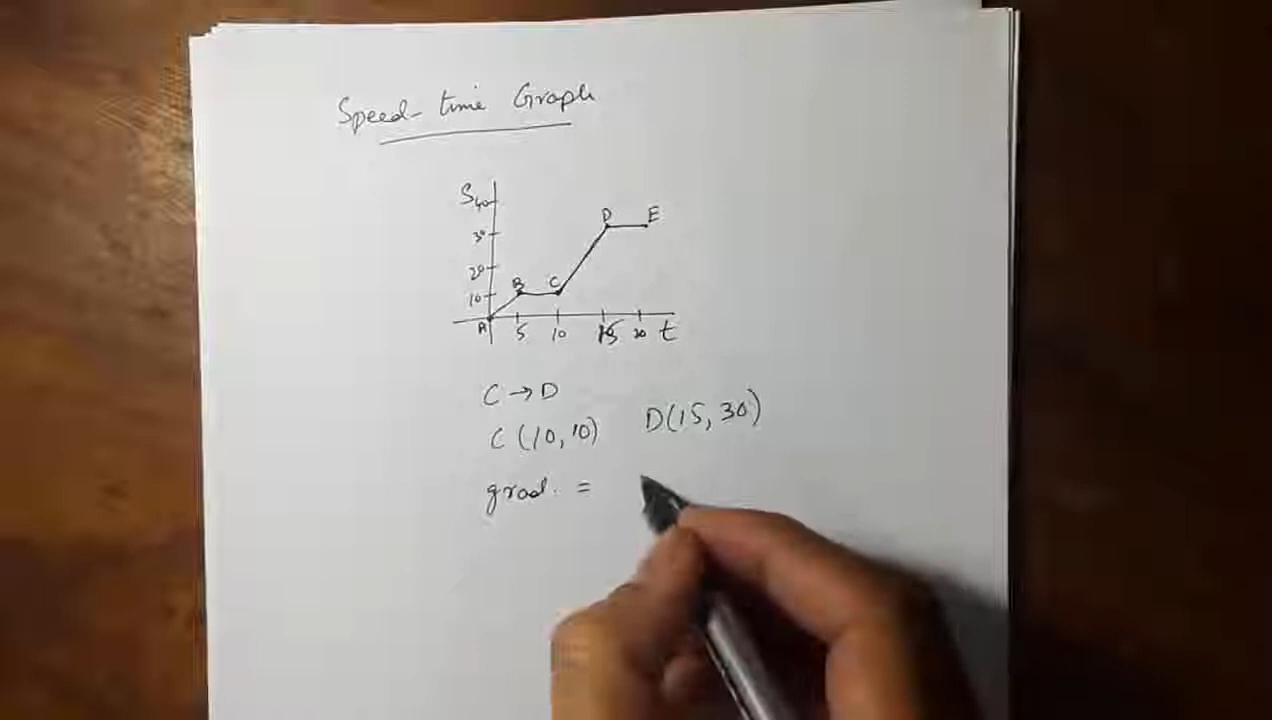 Speed-time Graph
S
40
30
20
10
A B C D E
5 10 15 20 t
C → D
C (10, 10) D(15, 30)
grad. =